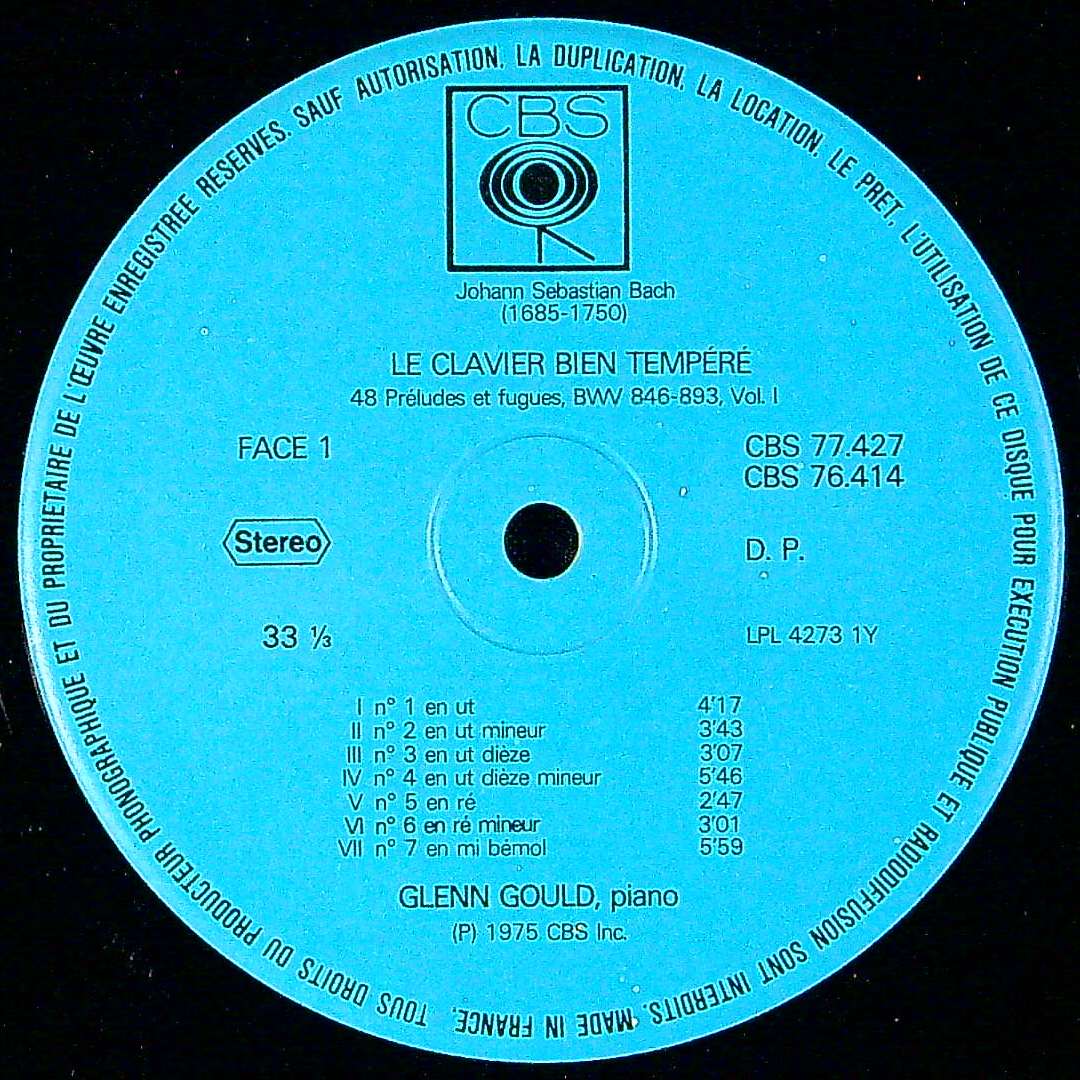 CBS
Johann Sebastian Bach
(1685-1750)
LE CLAVIER BIEN TEMPÉRÉ
48 Préludes et fugues, BWV 846-893, Vol. I
FACE 1
CBS 77.427
CBS 76.414
Stereo
D. P.
33 ⅓
LPL 4273 1Y
I n° 1 en ut 4'17
II n° 2 en ut mineur 3'43
III n° 3 en ut dièze 3'07
IV n° 4 en ut dièze mineur 5'46
V n° 5 en ré 2'47
VI n° 6 en ré mineur 3'01
VII n° 7 en mi bémol 5'59
GLENN GOULD, piano
(P) 1975 CBS Inc.
TOUS DROITS DU PRODUCTEUR PHONOGRAPHIQUE ET DU PROPRIETAIRE DE L'ŒUVRE ENREGISTREE RESERVES. SAUF AUTORISATION, LA DUPLICATION, LA LOCATION, LE PRET, L'UTILISATION DE CE DISQUE POUR EXECUTION PUBLIQUE ET RADIODIFFUSION SONT INTERDITS. MADE IN FRANCE.